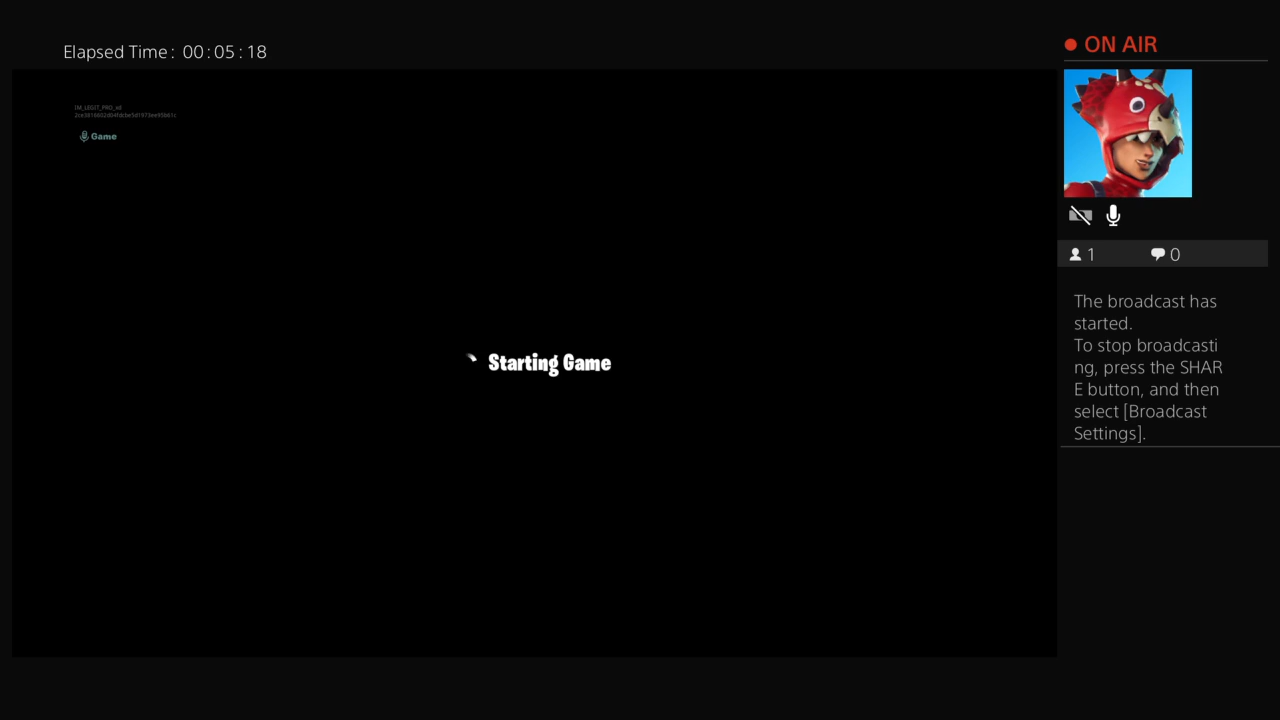 Elapsed Time: 00:05:18
ON AIR
IM_LEGIT_PRO_xd
Game
1
0
The broadcast has
started.
To stop broadcasti
ng, press the SHAR
E button, and then
select [Broadcast
Settings].
Starting Game